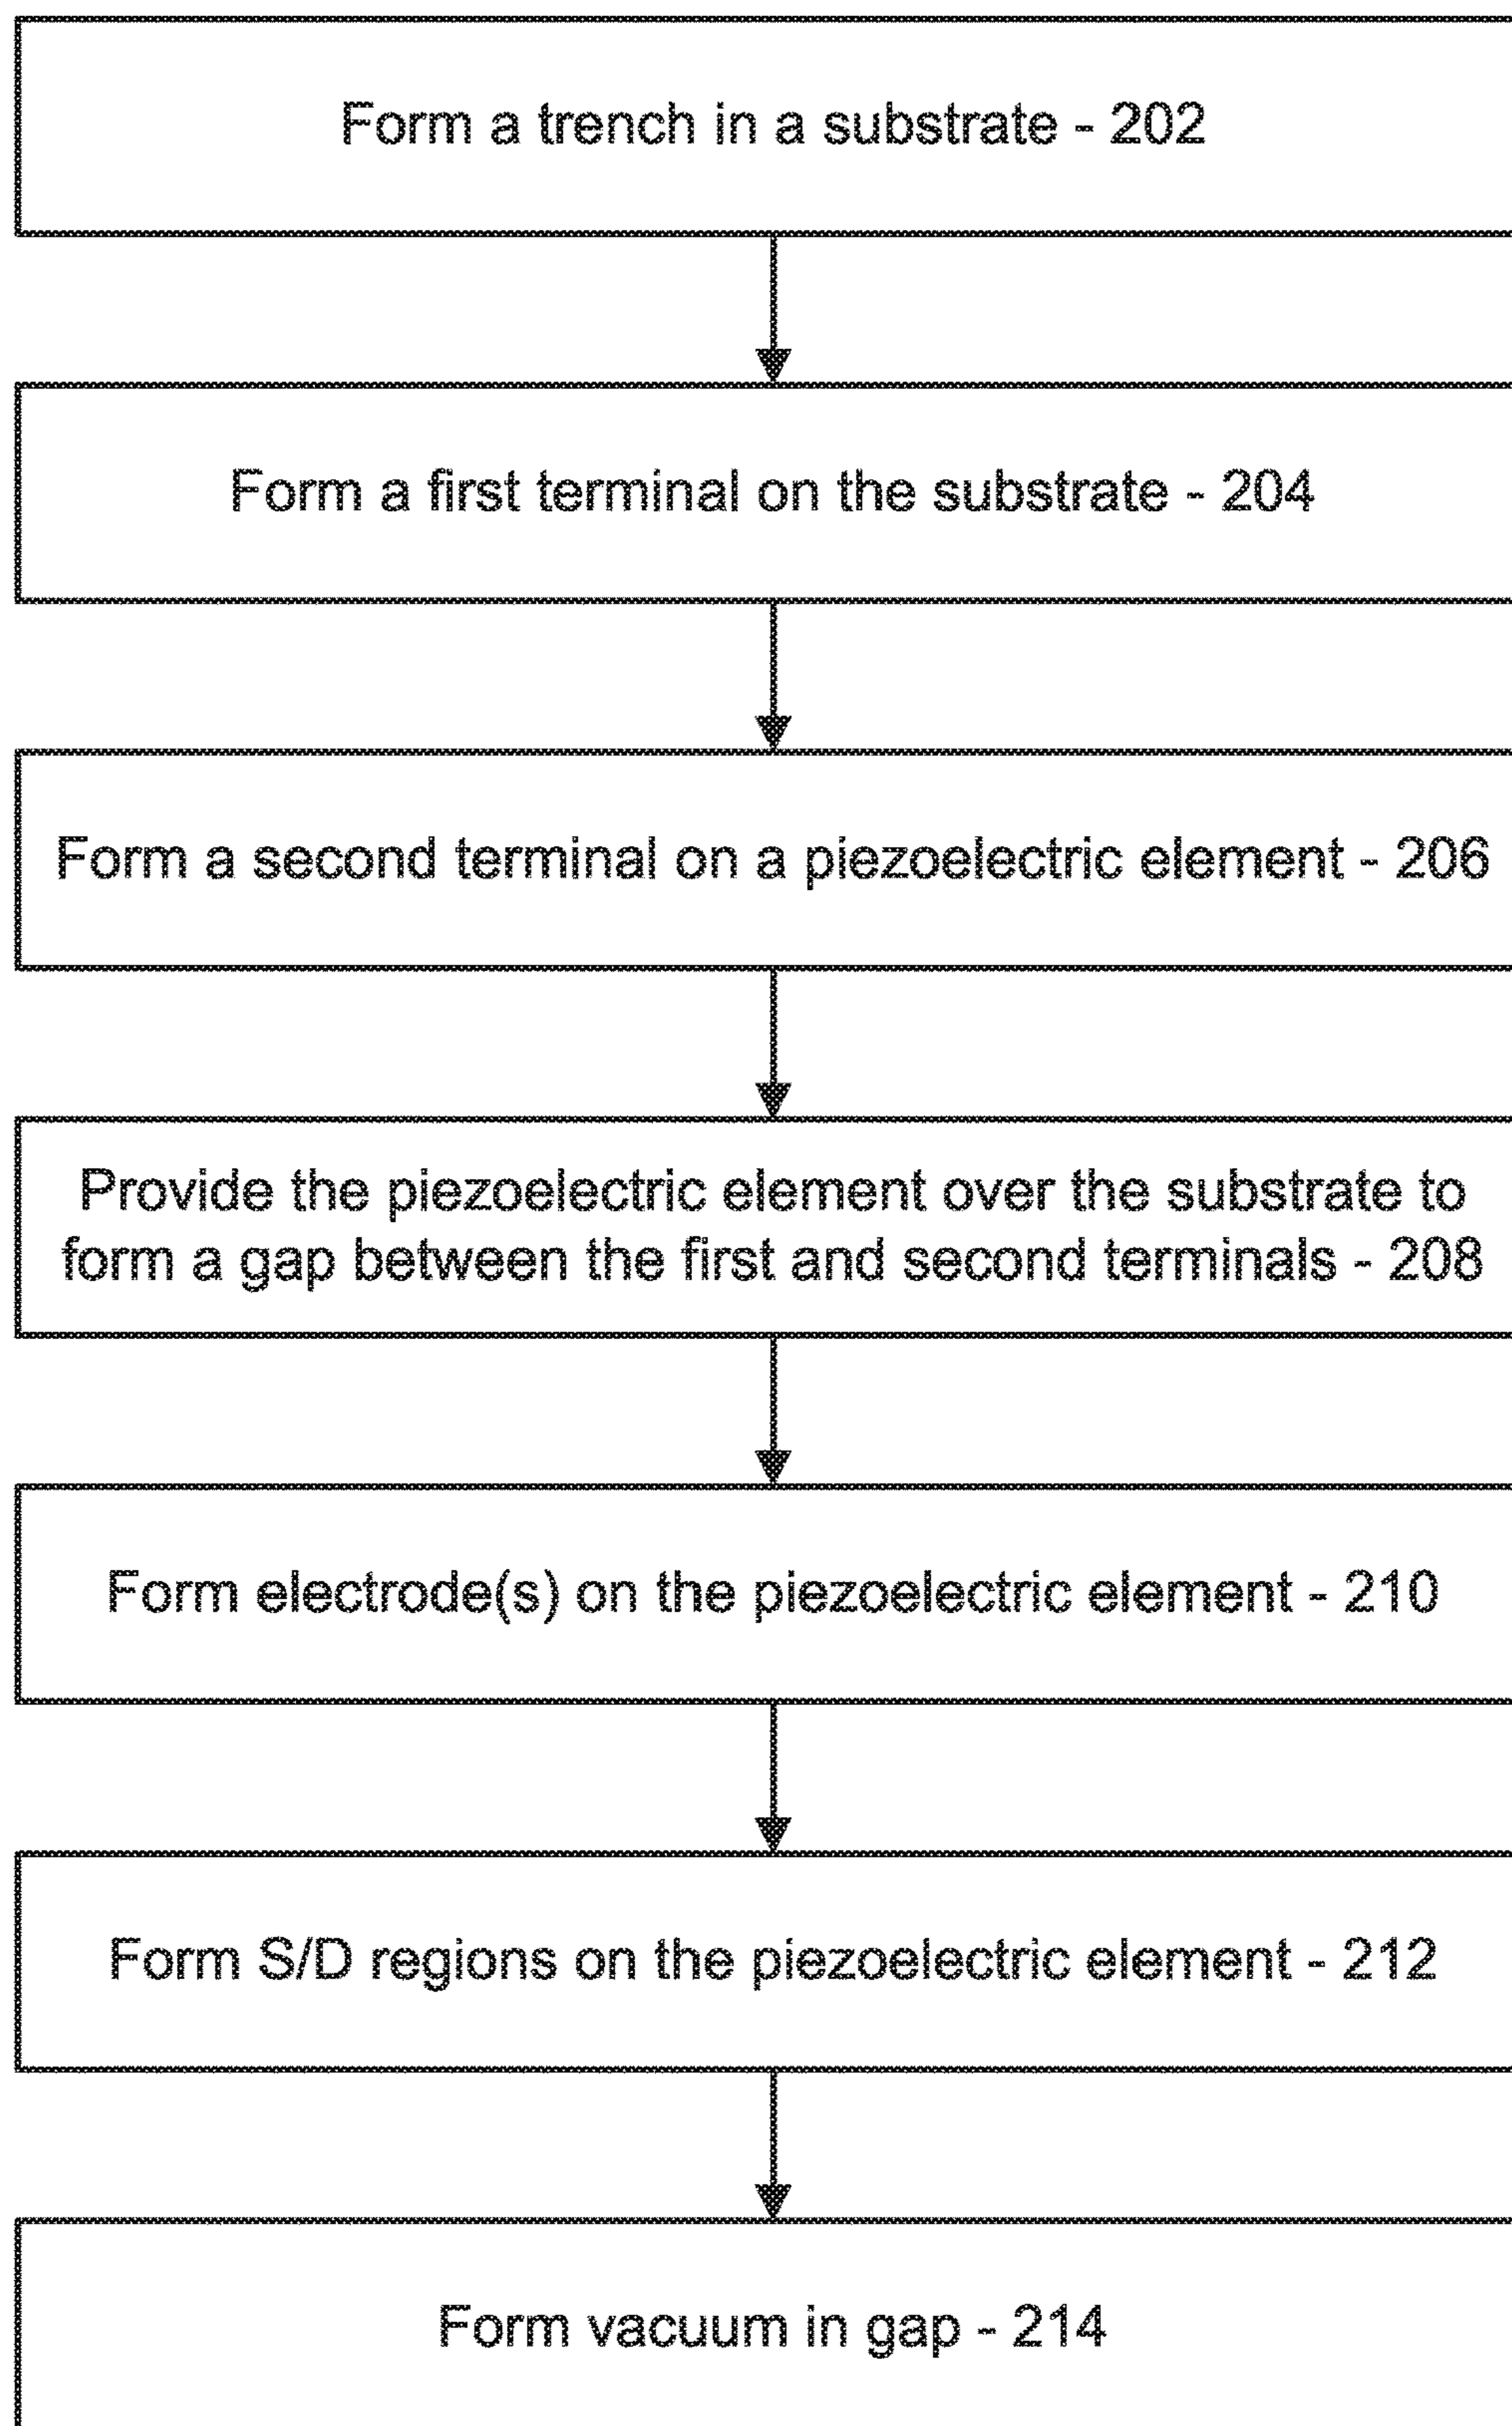 Form a trench in a substrate - 202
Form a first terminal on the substrate - 204
Form a second terminal on a piezoelectric element - 206
Provide the piezoelectric element over the substrate to
form a gap between the first and second terminals - 208
Form electrode(s) on the piezoelectric element - 210
Form S/D regions on the piezoelectric element - 212
Form vacuum in gap - 214